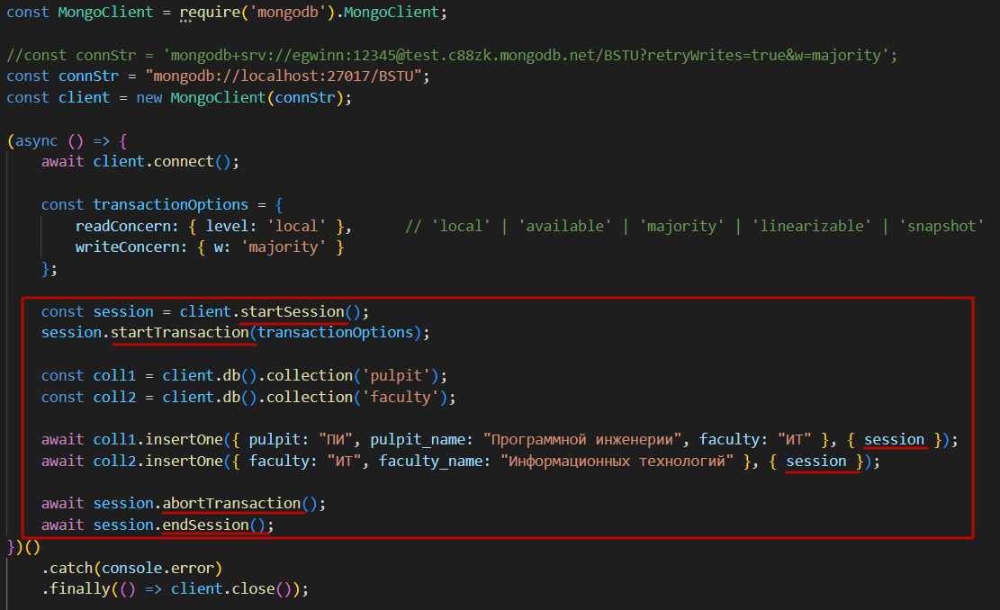 const MongoClient = require('mongodb').MongoClient;
//const connStr = 'mongodb+srv://egwinn:12345@test.c88zk.mongodb.net/BSTU?retryWrites=true&w=majority';
const connStr = "mongodb://localhost:27017/BSTU";
const client = new MongoClient(connStr);
(async () => {
await client.connect();
const transactionOptions = {
readConcern: { level: 'local' }, // 'local' | 'available' | 'majority' | 'linearizable' | 'snapshot'
writeConcern: { w: 'majority' }
};
const session = client.startSession();
session.startTransaction(transactionOptions);
const coll1 = client.db().collection('pulpit');
const coll2 = client.db().collection('faculty');
await coll1.insertOne({ pulpit: "ПИ", pulpit_name: "Программной инженерии", faculty: "ИТ" }, { session });
await coll2.insertOne({ faculty: "ИТ", faculty_name: "Информационных технологий" }, { session });
await session.abortTransaction();
await session.endSession();
})()
.catch(console.error)
.finally(() => client.close());